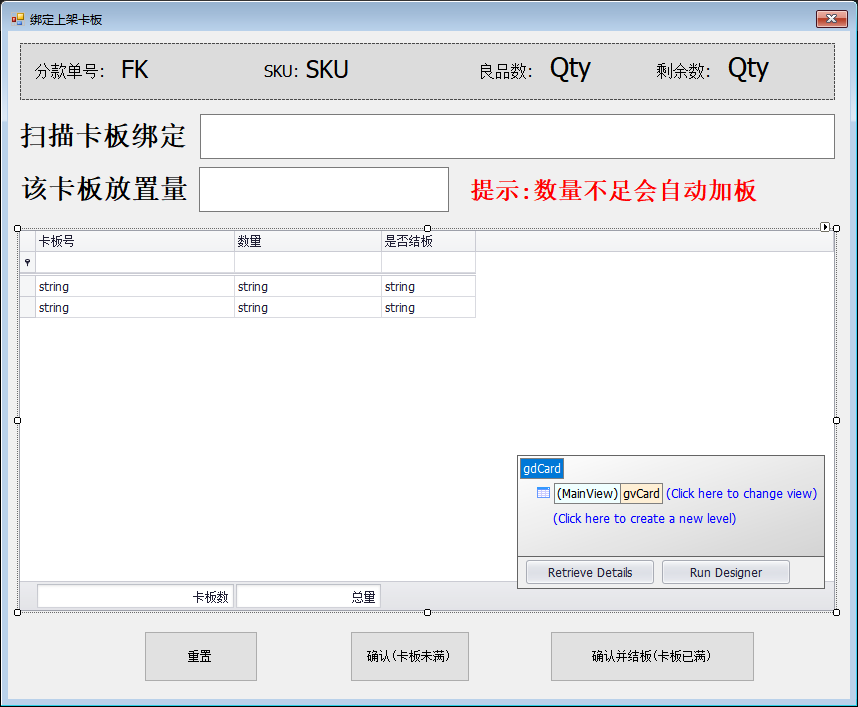 绑定上架卡板
分款单号: FK SKU: SKU 良品数: Qty 剩余数: Qty
扫描卡板绑定
该卡板放置量 提示:数量不足会自动加板
卡板号 数量 是否结板
string string string
string string string
gdCard
(MainView) gvCard (Click here to change view)
(Click here to create a new level)
Retrieve Details Run Designer
卡板数 总量
重置 确认(卡板未满) 确认并结板(卡板已满)